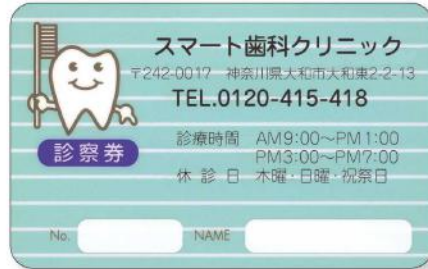 スマート歯科クリニック
〒242-0017 神奈川県大和市大和東2-2-13
TEL.0120-415-418
診察券
診療時間 AM9:00～PM1:00
PM3:00～PM7:00
休診日 木曜・日曜・祝祭日
No. NAME